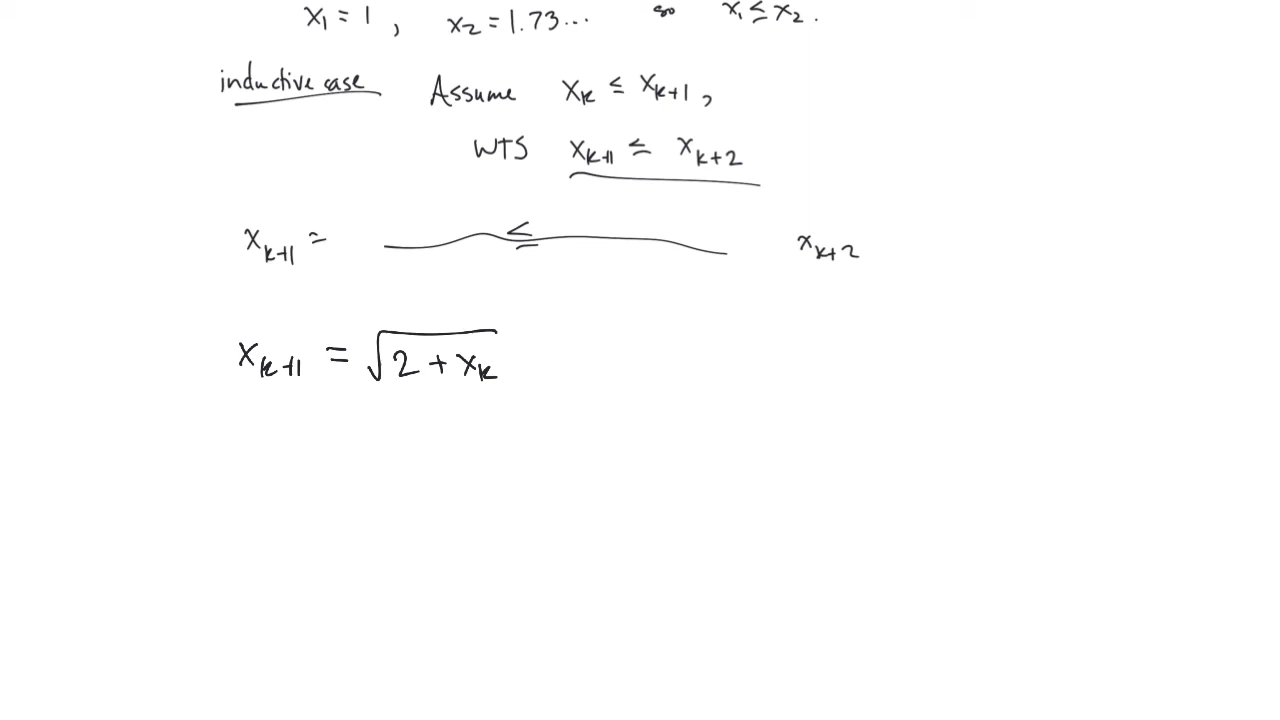 x₁ = 1 , x₂ = 1.73... so x₁ ≤ x₂.
inductive case Assume xₖ ≤ xₖ₊₁ ,
WTS xₖ₊₁ ≤ xₖ₊₂
xₖ₊₁ = ≤ xₖ₊₂
xₖ₊₁ = √(2 + xₖ)